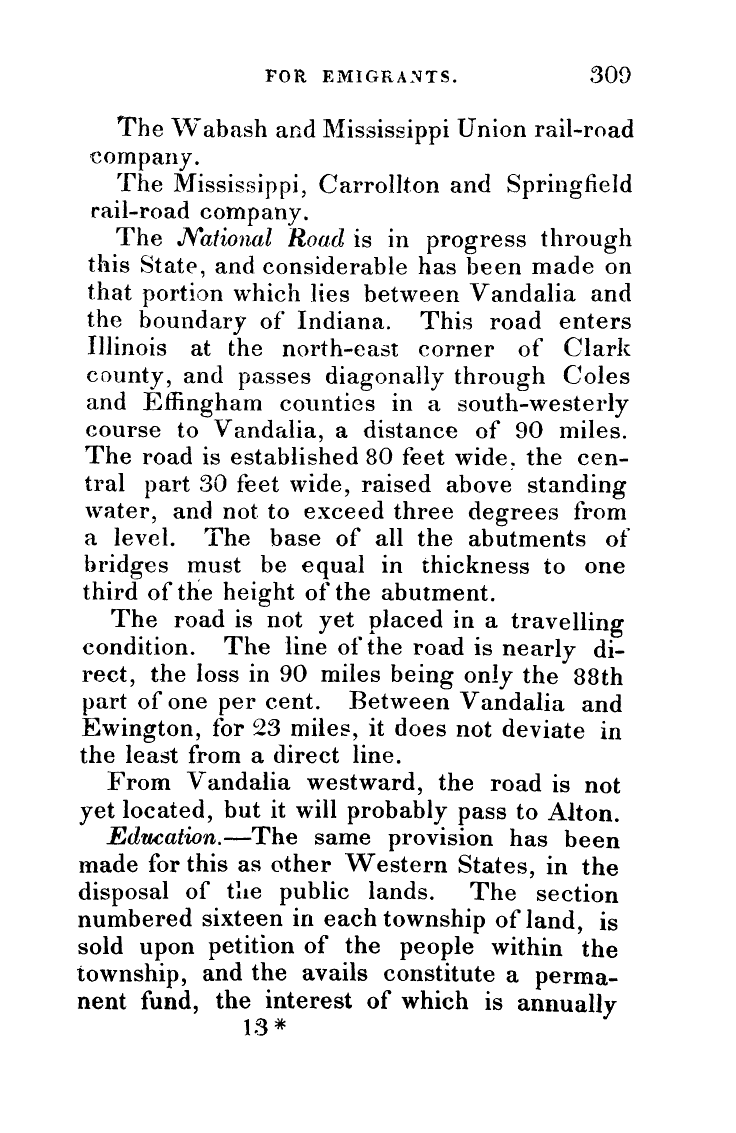 FOR EMIGRANTS. 309
The Wabash and Mississippi Union rail-road
company.
The Mississippi, Carrollton and Springfield
rail-road company.
The National Road is in progress through
this State, and considerable has been made on
that portion which lies between Vandalia and
the boundary of Indiana. This road enters
Illinois at the north-east corner of Clark
county, and passes diagonally through Coles
and Effingham counties in a south-westerly
course to Vandalia, a distance of 90 miles.
The road is established 80 feet wide, the cen-
tral part 30 feet wide, raised above standing
water, and not to exceed three degrees from
a level. The base of all the abutments of
bridges must be equal in thickness to one
third of the height of the abutment.
The road is not yet placed in a travelling
condition. The line of the road is nearly di-
rect, the loss in 90 miles being only the 88th
part of one per cent. Between Vandalia and
Ewington, for 23 miles, it does not deviate in
the least from a direct line.
From Vandalia westward, the road is not
yet located, but it will probably pass to Alton.
Education.—The same provision has been
made for this as other Western States, in the
disposal of the public lands. The section
numbered sixteen in each township of land, is
sold upon petition of the people within the
township, and the avails constitute a perma-
nent fund, the interest of which is annually
13*